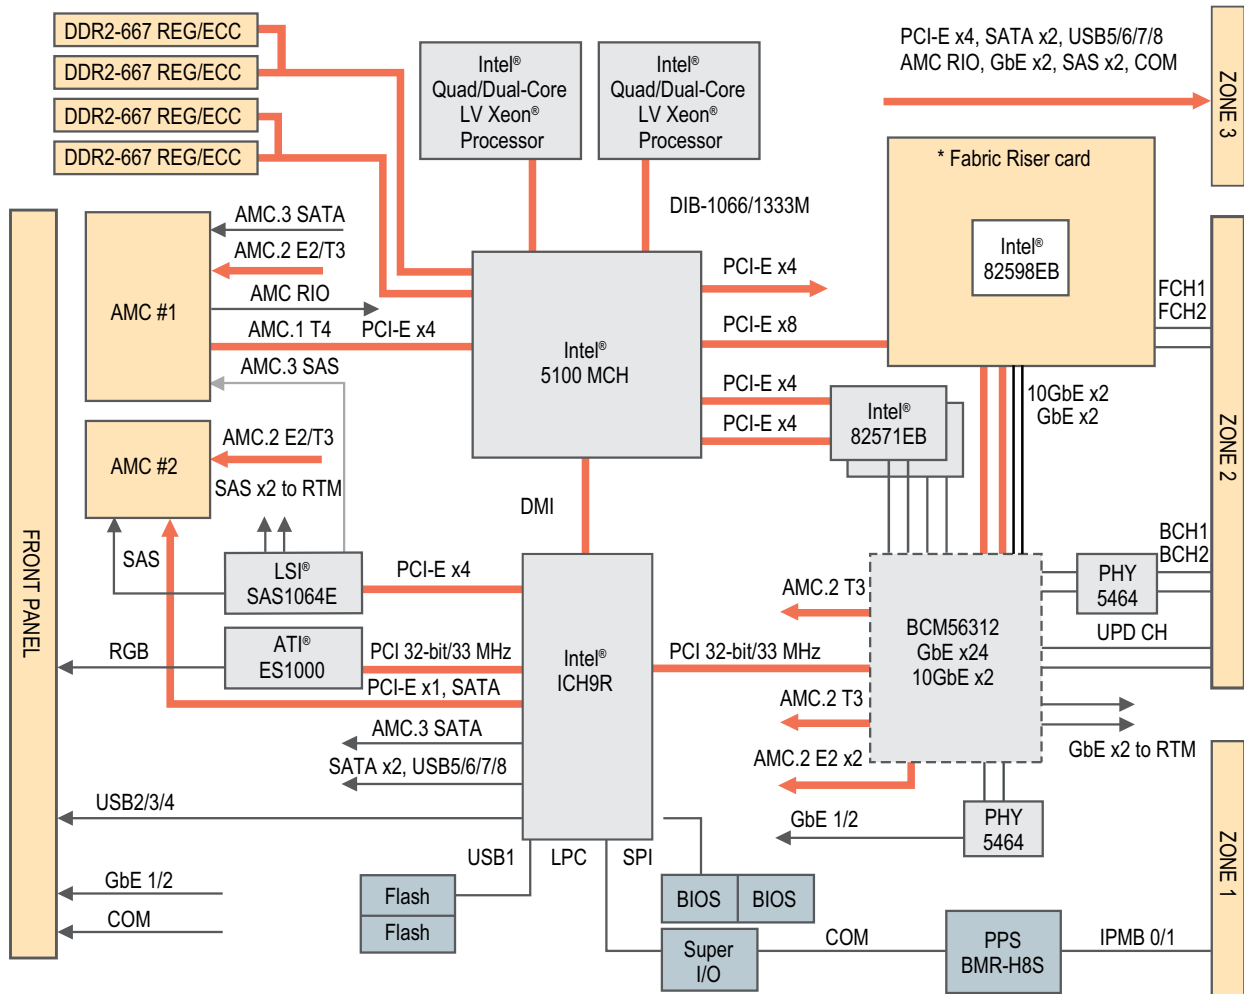 DDR2-667 REG/ECC
DDR2-667 REG/ECC
DDR2-667 REG/ECC
DDR2-667 REG/ECC
Intel®
Quad/Dual-Core
LV Xeon®
Processor
Intel®
Quad/Dual-Core
LV Xeon®
Processor
PCI-E x4, SATA x2, USB5/6/7/8
AMC RIO, GbE x2, SAS x2, COM
ZONE 3
* Fabric Riser card
Intel®
82598EB
DIB-1066/1333M
AMC.3 SATA
AMC.2 E2/T3
AMC RIO
AMC.1 T4
PCI-E x4
AMC.3 SAS
AMC #1
Intel®
5100 MCH
PCI-E x4
PCI-E x8
PCI-E x4
PCI-E x4
Intel®
82571EB
10GbE x2
GbE x2
FCH1
FCH2
ZONE 2
AMC #2
AMC.2 E2/T3
SAS x2 to RTM
DMI
FRONT PANEL
SAS
LSI®
SAS1064E
PCI-E x4
ATI®
ES1000
RGB
PCI 32-bit/33 MHz
PCI-E x1, SATA
Intel®
ICH9R
PCI 32-bit/33 MHz
AMC.2 T3
AMC.2 T3
AMC.2 E2 x2
BCM56312
GbE x24
10GbE x2
PHY
5464
BCH1
BCH2
UPD CH
GbE x2 to RTM
AMC.3 SATA
SATA x2, USB5/6/7/8
USB2/3/4
GbE 1/2
PHY
5464
USB1
LPC
SPI
GbE 1/2
COM
Flash
Flash
BIOS
BIOS
Super
I/O
COM
PPS
BMR-H8S
IPMB 0/1
ZONE 1